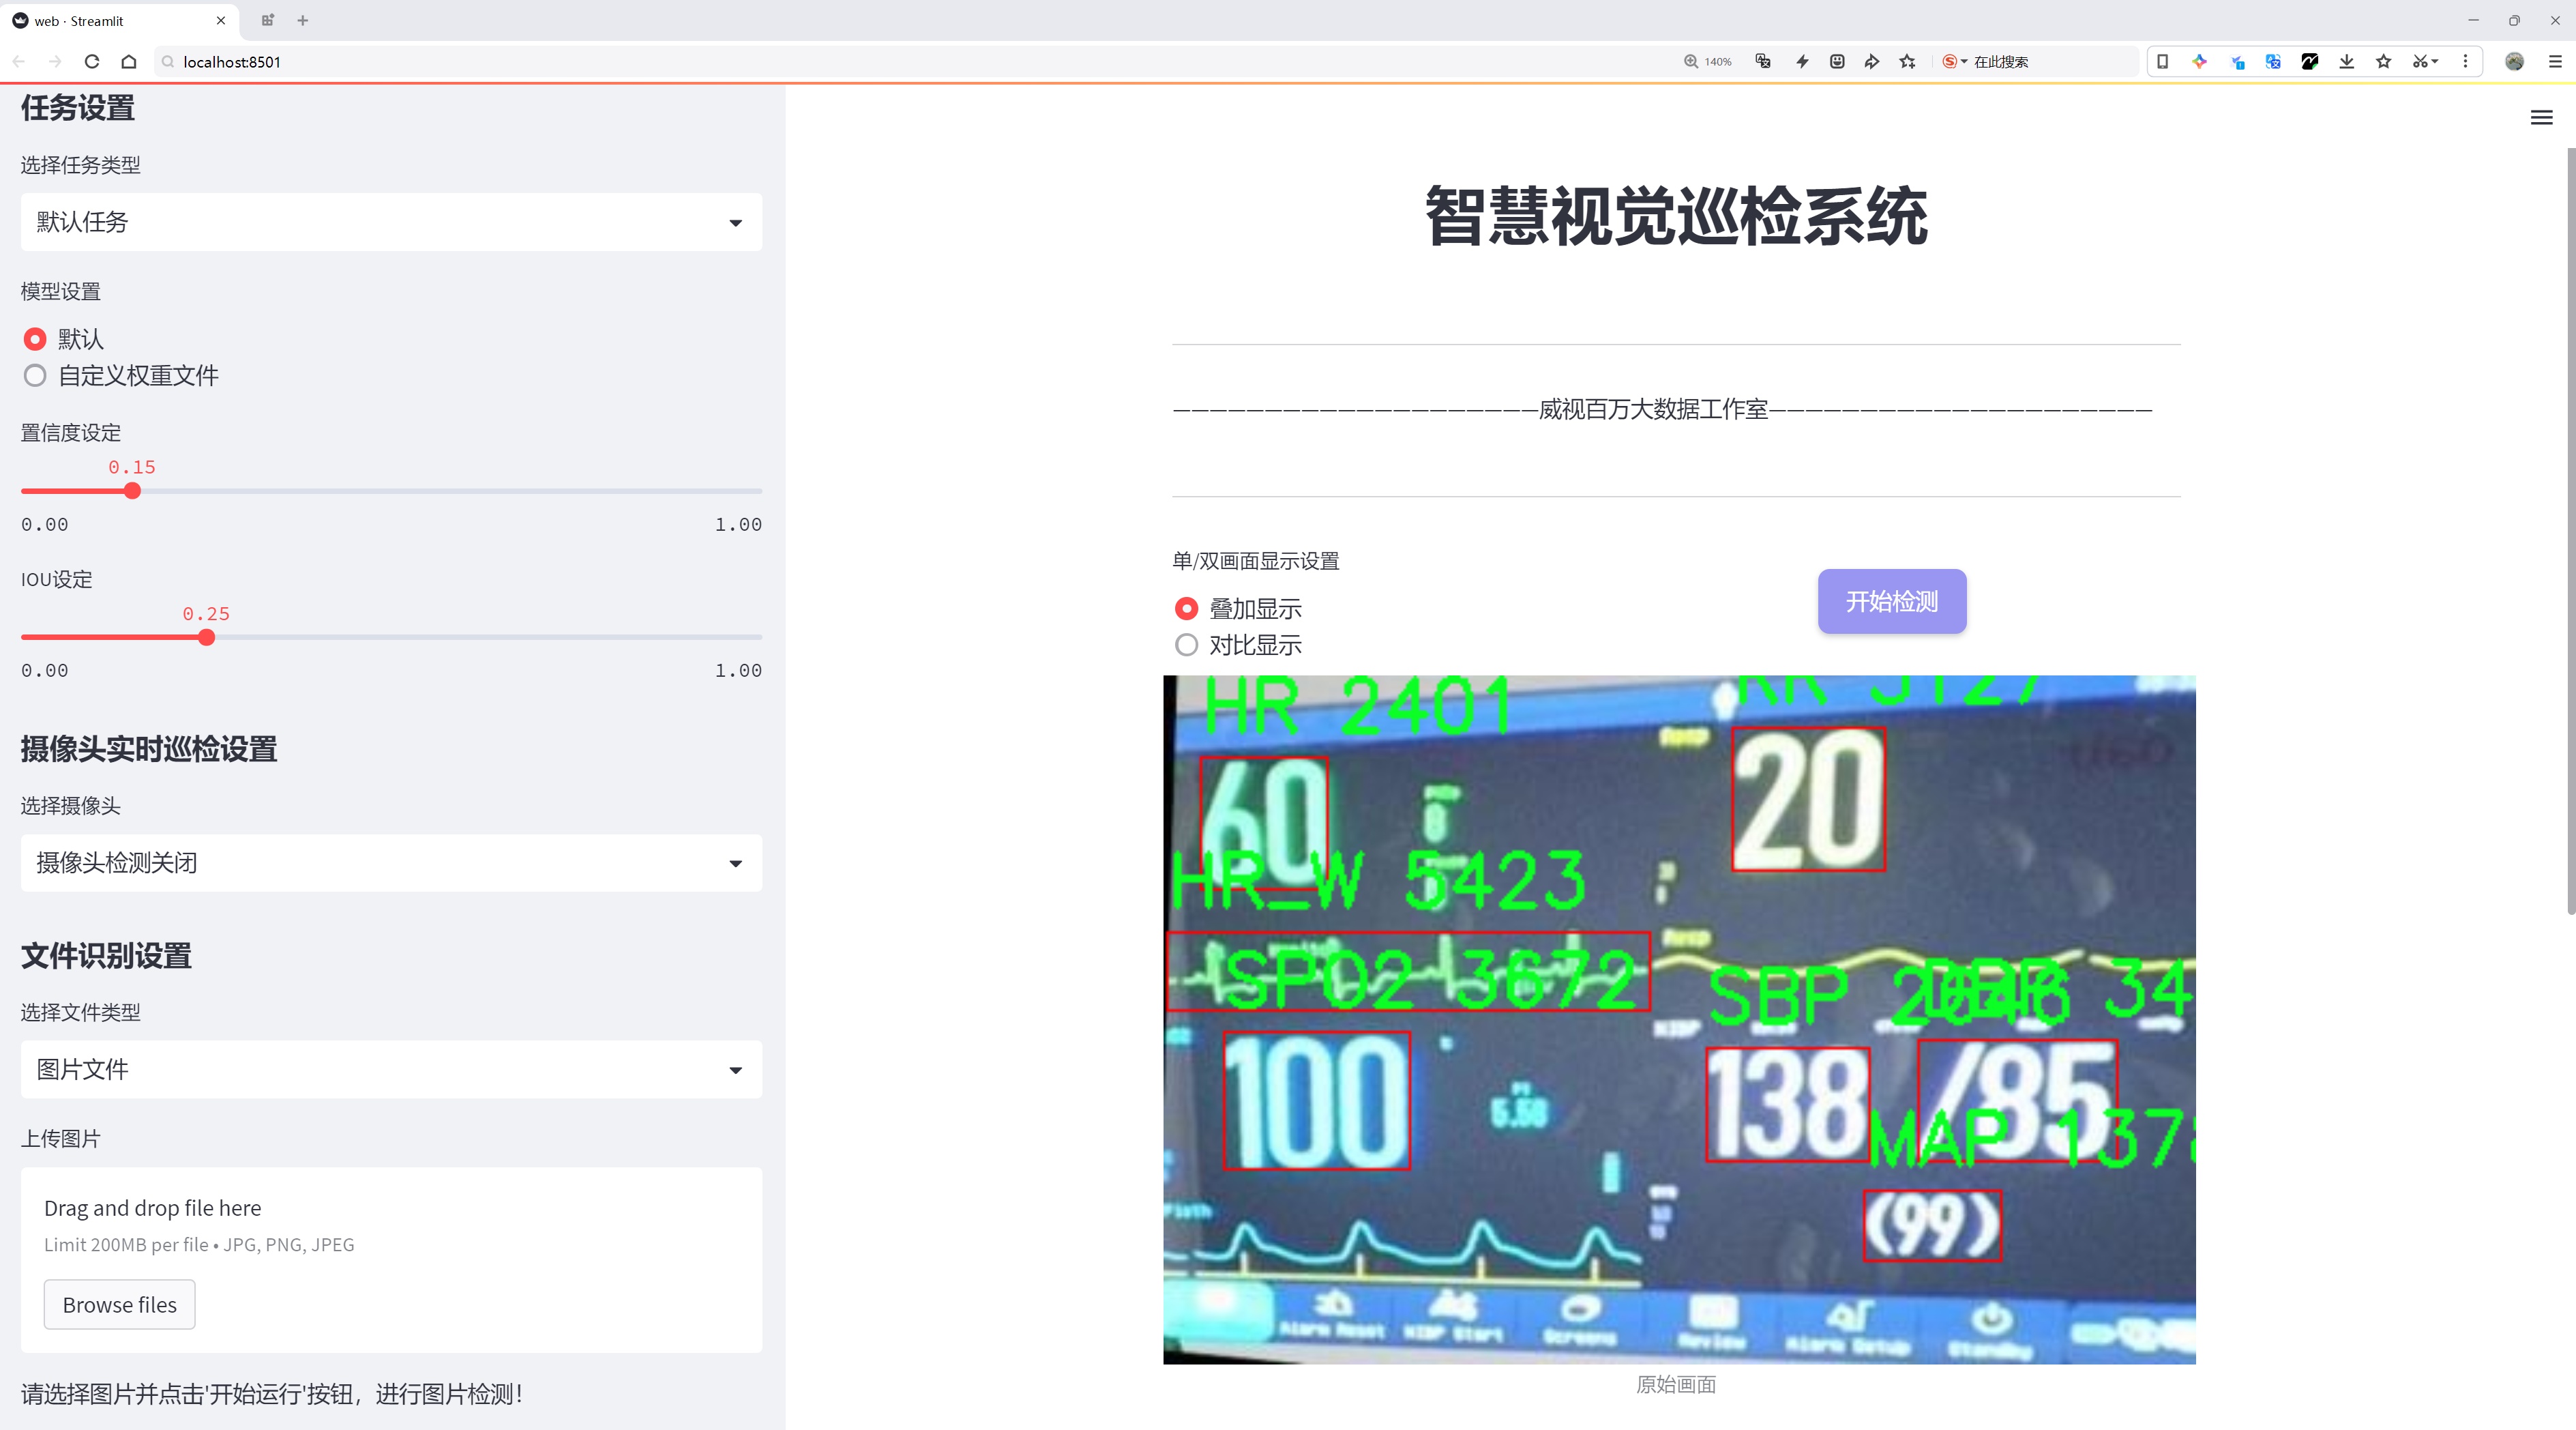 web · Streamlit
localhost:8501
140%
在此搜索
任务设置
选择任务类型
默认任务
模型设置
默认
自定义权重文件
置信度设定
0.15
0.00 1.00
IOU设定
0.25
0.00 1.00
摄像头实时巡检设置
选择摄像头
摄像头检测关闭
文件识别设置
选择文件类型
图片文件
上传图片
Drag and drop file here
Limit 200MB per file • JPG, PNG, JPEG
Browse files
请选择图片并点击'开始运行'按钮，进行图片检测！
智慧视觉巡检系统
—————————————————————威视百万大数据工作室—————————————————————
单/双画面显示设置
叠加显示
对比显示
开始检测
HR 2401
RR 3127
60
20
Resp
HR_W 5423
Resp
SPO2 3672
SBP
34
NIBP
100
138
/85
5.50
MAP 137
(99)
Pleth
Alarm Reset
NIBP Start
Screens
Review
Alarm Setup
Standby
原始画面